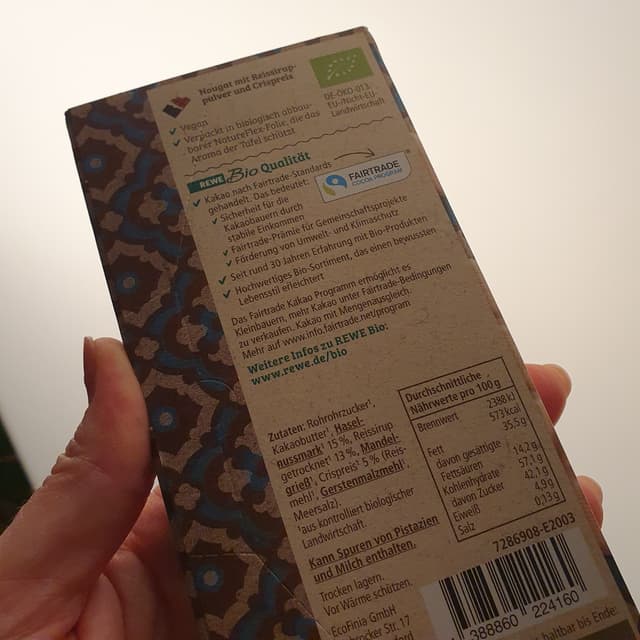 Nougat mit Reissirup-
pulver und Crispreis
✓ Vegan
✓ Verpackt in biologisch abbau-
barer NatureFlex-Folie, die das
Aroma der Tafel schützt
DE-ÖKO-013
EU-/Nicht-EU-
Landwirtschaft
REWE Bio Qualität
✓ Kakao nach Fairtrade-Standards
gehandelt. Das bedeutet:
✓ Sicherheit für die
Kakaobauern durch
stabile Einkommen
✓ Fairtrade-Prämie für Gemeinschaftsprojekte
✓ Förderung von Umwelt- und Klimaschutz
✓ Seit rund 30 Jahren Erfahrung mit Bio-Produkten
✓ Hochwertiges Bio-Sortiment, das einen bewussten
Lebensstil erleichtert
FAIRTRADE
COCOA PROGRAM
Das Fairtrade Kakao Programm ermöglicht es
Kleinbauern, mehr Kakao unter Fairtrade-Bedingungen
zu verkaufen. Kakao mit Mengenausgleich.
Mehr auf www.info.fairtrade.net/program
Weitere Infos zu REWE Bio:
www.rewe.de/bio
Zutaten: Rohrohrzucker¹,
Kakaobutter¹, Hasel-
nussmark¹ 15 %, Reissirup
getrocknet¹ 13 %, Mandel-
grieß¹, Crispreis¹ 5 % (Reis-
mehl¹, Gerstenmalzmehl¹,
Meersalz)
¹aus kontrolliert biologischer
Landwirtschaft.
Kann Spuren von Pistazien
und Milch enthalten.
Trocken lagern.
Vor Wärme schützen.
EcoFinia GmbH
Str. 17
Durchschnittliche
Nährwerte pro 100 g
Brennwert 2388 kJ
573 kcal
Fett 35,5 g
davon gesättigte
Fettsäuren 14,2 g
Kohlenhydrate 57,1 g
davon Zucker 42,1 g
Eiweiß 4,9 g
Salz 0,13 g
7286908-E2003
388860 224160
bar bis Ende: